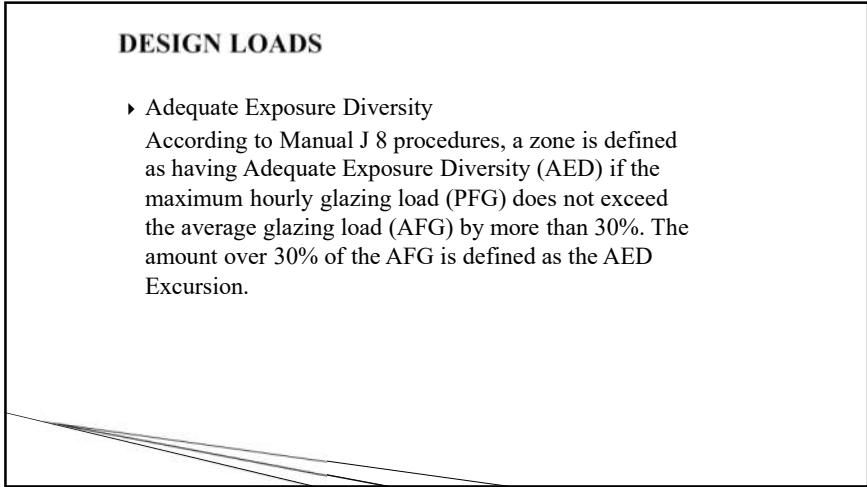 DESIGN LOADS
Adequate Exposure Diversity
According to Manual J 8 procedures, a zone is defined
as having Adequate Exposure Diversity (AED) if the
maximum hourly glazing load (PFG) does not exceed
the average glazing load (AFG) by more than 30%. The
amount over 30% of the AFG is defined as the AED
Excursion.